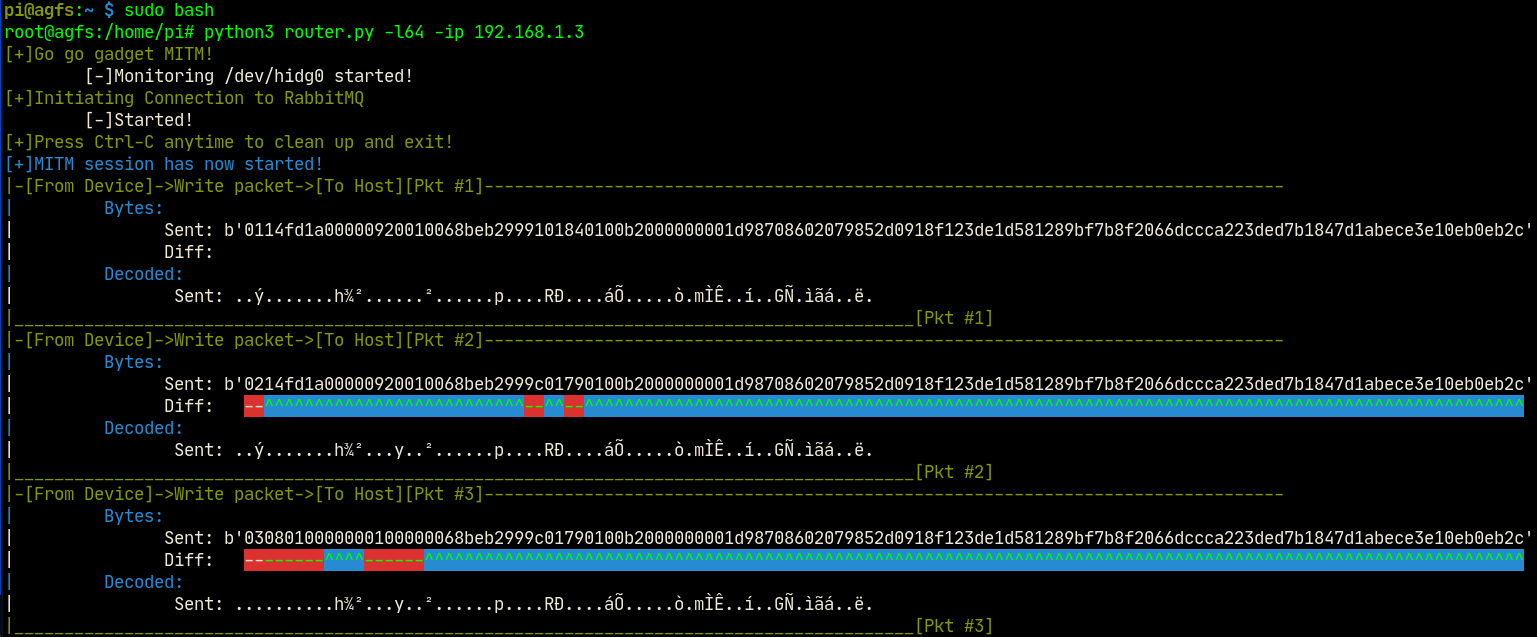 pi@agfs:~ $ sudo bash
root@agfs:/home/pi# python3 router.py -l64 -ip 192.168.1.3
[+]Go go gadget MITM!
[-]Monitoring /dev/hidg0 started!
[+]Initiating Connection to RabbitMQ
[-]Started!
[+]Press Ctrl-C anytime to clean up and exit!
[+]MITM session has now started!
|-[From Device]->Write packet->[To Host][Pkt #1]--------------------------------------------------------------------------------
| Bytes:
| Sent: b'0114fd1a00000920010068beb2999101840100b2000000001d98708602079852d0918f123de1d581289bf7b8f2066dccca223ded7b1847d1abece3e10eb0eb2c'
| Diff:
| Decoded:
| Sent: ..ý.......h¾²......²......p....RÐ....áÕ.....ò.mÌÊ..í..GÑ.ìãá..ë.
|__________________________________________________________________________________________[Pkt #1]
|-[From Device]->Write packet->[To Host][Pkt #2]--------------------------------------------------------------------------------
| Bytes:
| Sent: b'0214fd1a00000920010068beb2999c01790100b2000000001d98708602079852d0918f123de1d581289bf7b8f2066dccca223ded7b1847d1abece3e10eb0eb2c'
| Diff: --^^^^^^^^^^^^^^^^^^^^^^^^^^--^^--^^^^^^^^^^^^^^^^^^^^^^^^^^^^^^^^^^^^^^^^^^^^^^^^^^^^^^^^^^^^^^^^^^^^^^^^^^^^^^^^^^^^^^^^^^^^^^^^
| Decoded:
| Sent: ..ý.......h¾²...y..²......p....RÐ....áÕ.....ò.mÌÊ..í..GÑ.ìãá..ë.
|__________________________________________________________________________________________[Pkt #2]
|-[From Device]->Write packet->[To Host][Pkt #3]--------------------------------------------------------------------------------
| Bytes:
| Sent: b'0308010000000100000068beb2999c01790100b2000000001d98708602079852d0918f123de1d581289bf7b8f2066dccca223ded7b1847d1abece3e10eb0eb2c'
| Diff: --------^^^^------^^^^^^^^^^^^^^^^^^^^^^^^^^^^^^^^^^^^^^^^^^^^^^^^^^^^^^^^^^^^^^^^^^^^^^^^^^^^^^^^^^^^^^^^^^^^^^^^^^^^^^^^^^^^^^
| Decoded:
| Sent: ..........h¾²...y..²......p....RÐ....áÕ.....ò.mÌÊ..í..GÑ.ìãá..ë.
|__________________________________________________________________________________________[Pkt #3]